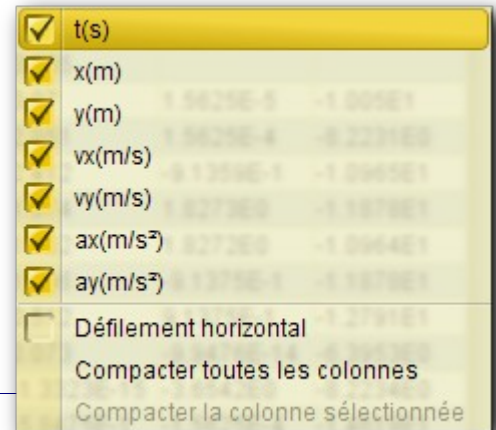 t(s)
x(m)
y(m)
vx(m/s)
vy(m/s)
ax(m/s²)
ay(m/s²)
Défilement horizontal
Compacter toutes les colonnes
Compacter la colonne sélectionnée